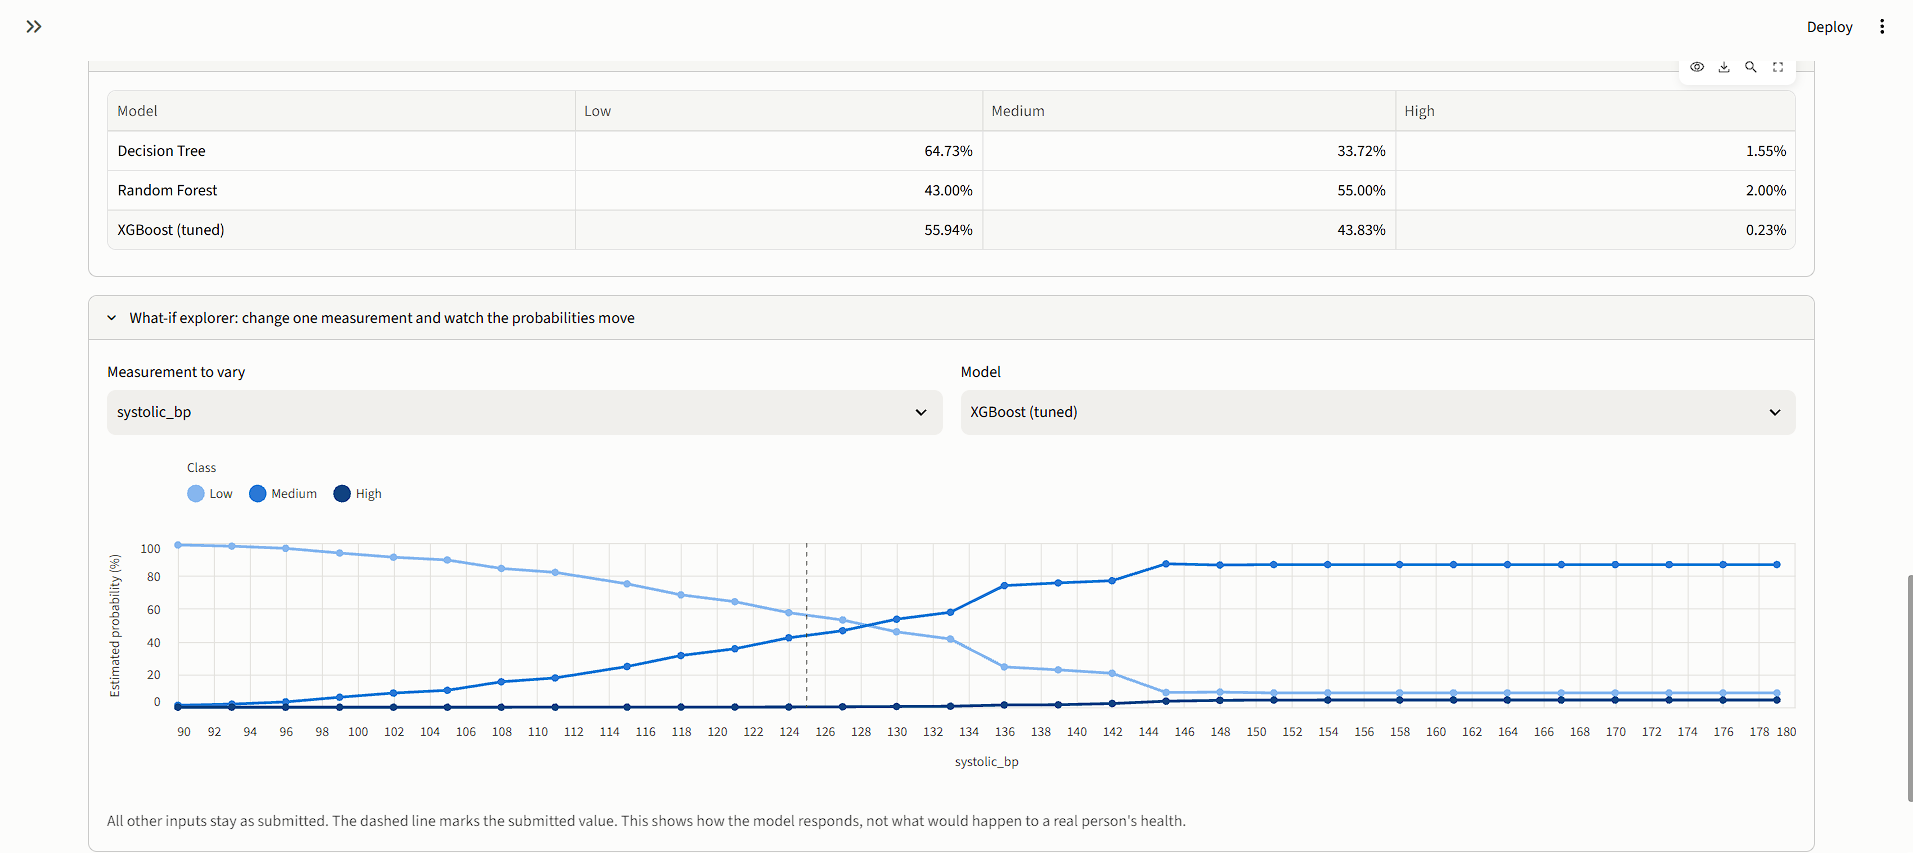 Deploy
Model Low Medium High
Decision Tree 64.73% 33.72% 1.55%
Random Forest 43.00% 55.00% 2.00%
XGBoost (tuned) 55.94% 43.83% 0.23%
What-if explorer: change one measurement and watch the probabilities move
Measurement to vary Model
systolic_bp XGBoost (tuned)
Class
Low Medium High
Estimated probability (%)
100
80
60
40
20
0
90 92 94 96 98 100 102 104 106 108 110 112 114 116 118 120 122 124 126 128 130 132 134 136 138 140 142 144 146 148 150 152 154 156 158 160 162 164 166 168 170 172 174 176 178 180
systolic_bp
All other inputs stay as submitted. The dashed line marks the submitted value. This shows how the model responds, not what would happen to a real person's health.